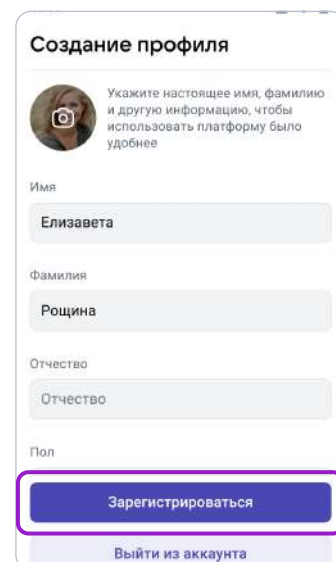 Создание профиля
Укажите настоящее имя, фамилию
и другую информацию, чтобы
использовать платформу было
удобнее
Имя
Елизавета
Фамилия
Рощина
Отчество
Отчество
Пол
Зарегистрироваться
Выйти из аккаунта